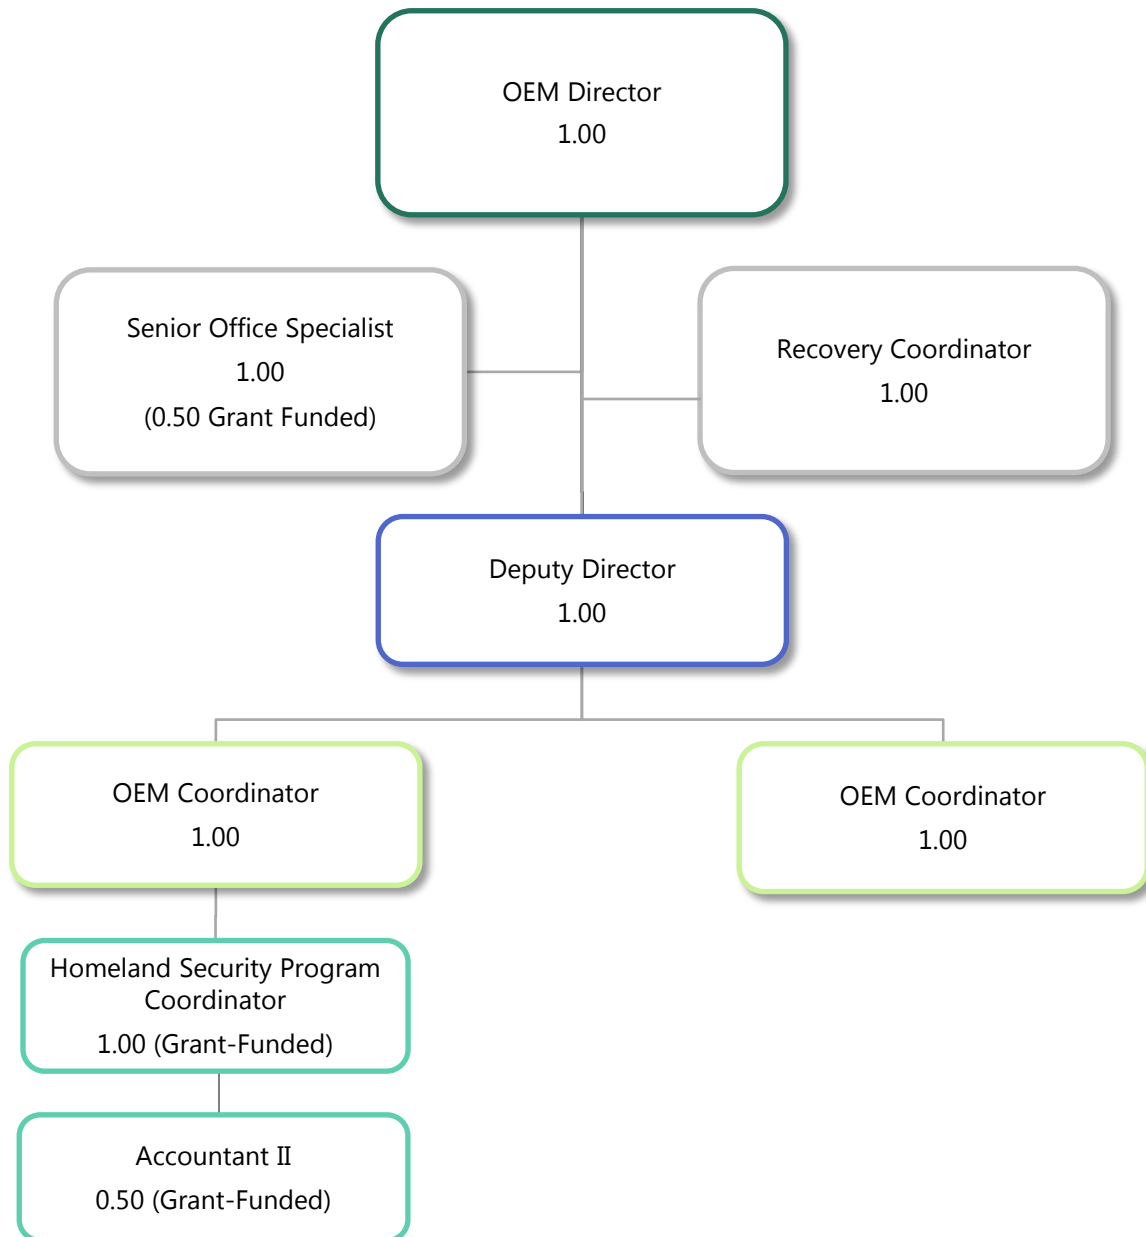 OEM Director
1.00
Senior Office Specialist
1.00
(0.50 Grant Funded)
Recovery Coordinator
1.00
Deputy Director
1.00
OEM Coordinator
1.00
OEM Coordinator
1.00
Homeland Security Program
Coordinator
1.00 (Grant-Funded)
Accountant II
0.50 (Grant-Funded)